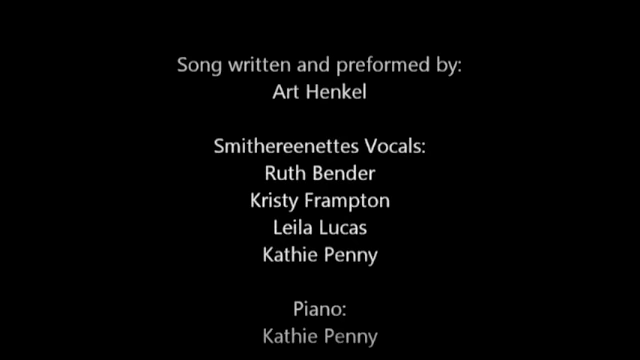 Song written and preformed by:
Art Henkel
Smithereenettes Vocals:
Ruth Bender
Kristy Frampton
Leila Lucas
Kathie Penny
Piano:
Kathie Penny